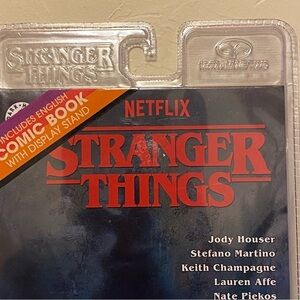 STRANGER
THINGS
INCLUDES ENGLISH
COMIC BOOK
WITH DISPLAY STAND
NETFLIX
STRANGER
THINGS
Jody Houser
Stefano Martino
Keith Champagne
Lauren Affe
Nate Piekos